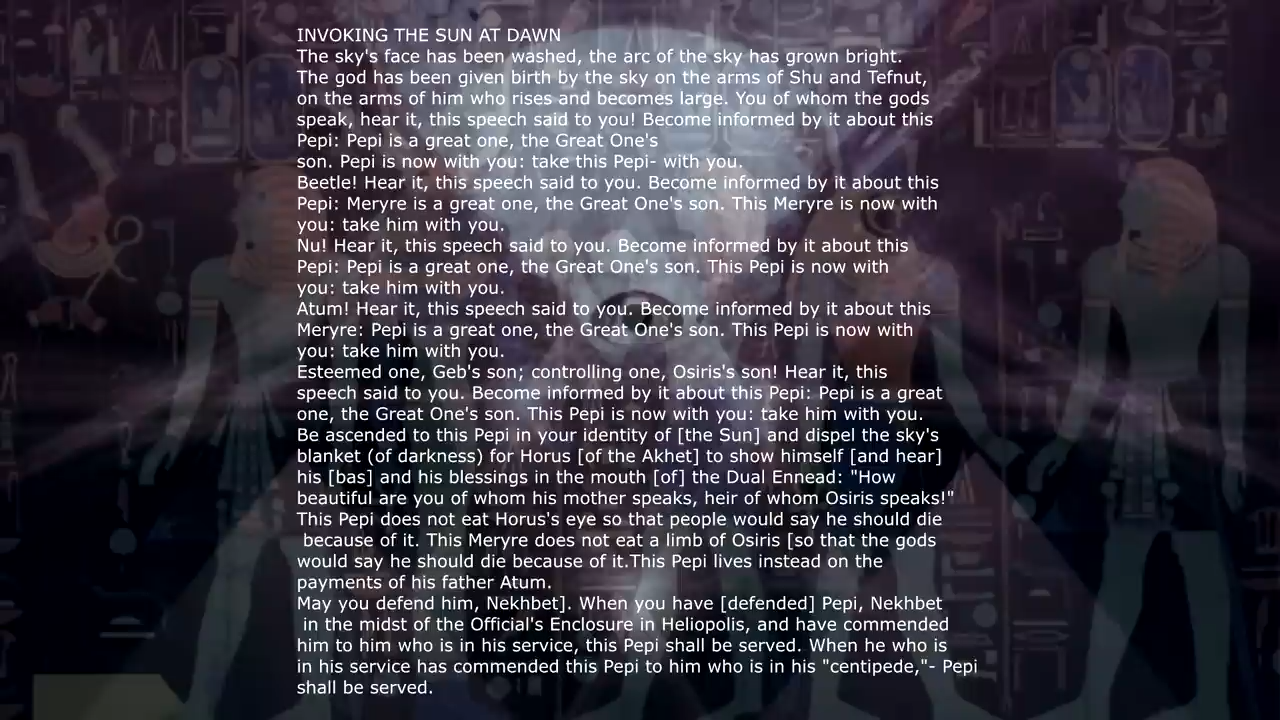 INVOKING THE SUN AT DAWN
The sky's face has been washed, the arc of the sky has grown bright.
The god has been given birth by the sky on the arms of Shu and Tefnut,
on the arms of him who rises and becomes large. You of whom the gods
speak, hear it, this speech said to you! Become informed by it about this
Pepi: Pepi is a great one, the Great One's
son. Pepi is now with you: take this Pepi- with you.
Beetle! Hear it, this speech said to you. Become informed by it about this
Pepi: Meryre is a great one, the Great One's son. This Meryre is now with
you: take him with you.
Nu! Hear it, this speech said to you. Become informed by it about this
Pepi: Pepi is a great one, the Great One's son. This Pepi is now with
you: take him with you.
Atum! Hear it, this speech said to you. Become informed by it about this
Meryre: Pepi is a great one, the Great One's son. This Pepi is now with
you: take him with you.
Esteemed one, Geb's son; controlling one, Osiris's son! Hear it, this
speech said to you. Become informed by it about this Pepi: Pepi is a great
one, the Great One's son. This Pepi is now with you: take him with you.
Be ascended to this Pepi in your identity of [the Sun] and dispel the sky's
blanket (of darkness) for Horus [of the Akhet] to show himself [and hear]
his [bas] and his blessings in the mouth [of] the Dual Ennead: "How
beautiful are you of whom his mother speaks, heir of whom Osiris speaks!"
This Pepi does not eat Horus's eye so that people would say he should die
because of it. This Meryre does not eat a limb of Osiris [so that the gods
would say he should die because of it.This Pepi lives instead on the
payments of his father Atum.
May you defend him, Nekhbet]. When you have [defended] Pepi, Nekhbet
in the midst of the Official's Enclosure in Heliopolis, and have commended
him to him who is in his service, this Pepi shall be served. When he who is
in his service has commended this Pepi to him who is in his "centipede,"- Pepi
shall be served.